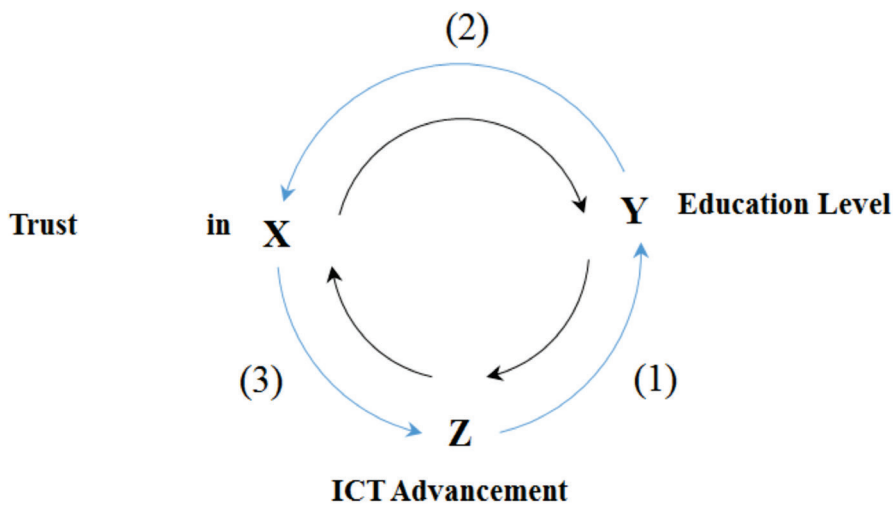 (2)
Trust in X
Y Education Level
(3)
(1)
Z
ICT Advancement